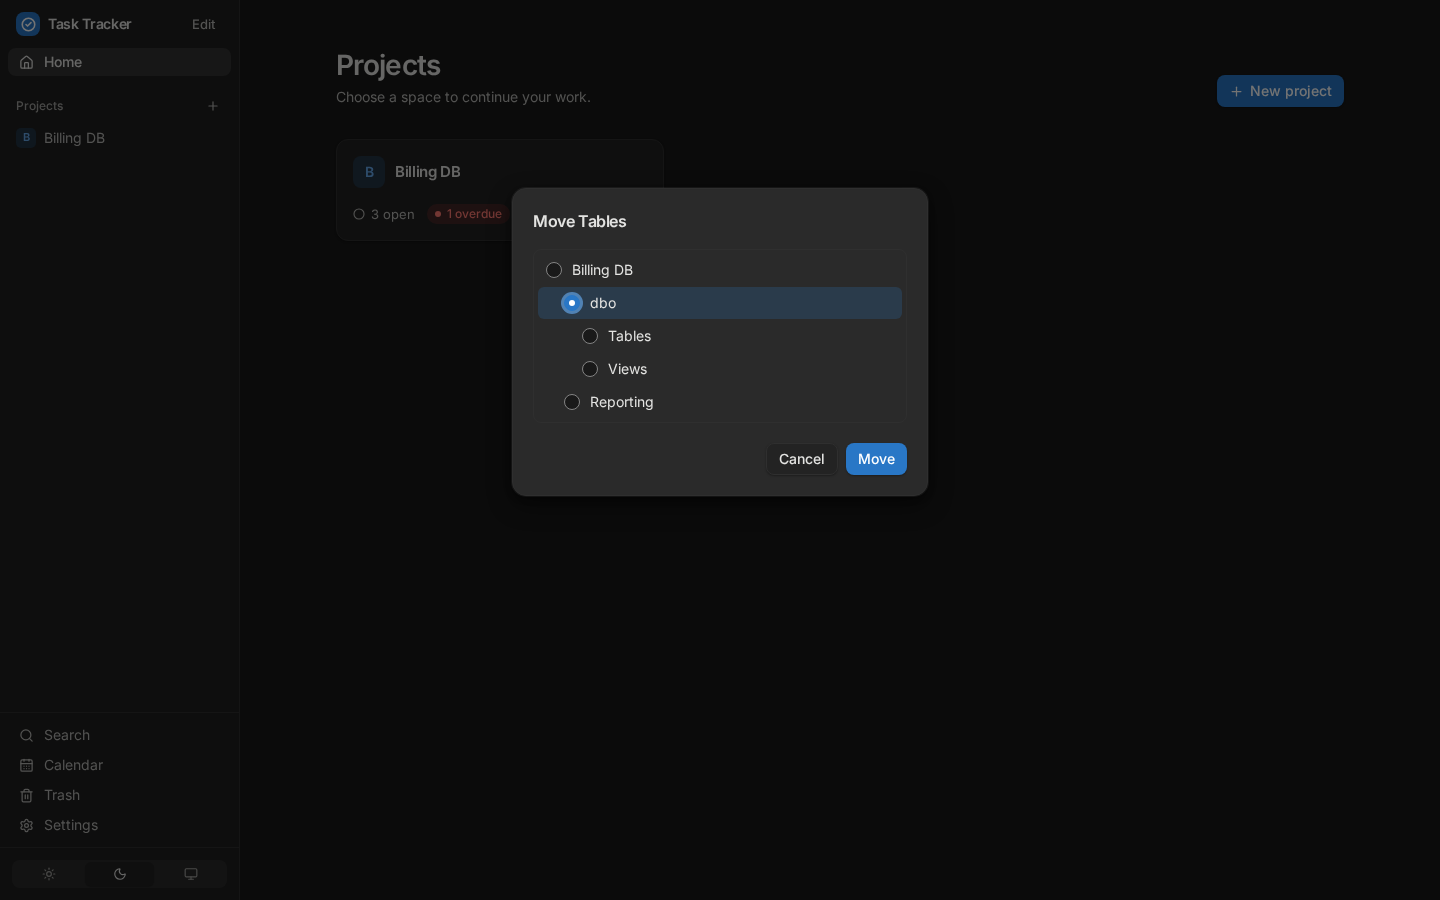 Task Tracker
Edit
Home
Projects
B Billing DB
Search
Calendar
Trash
Settings
Projects
Choose a space to continue your work.
New project
B Billing DB
3 open 1 overdue
Move Tables
Billing DB
dbo
Tables
Views
Reporting
Cancel Move